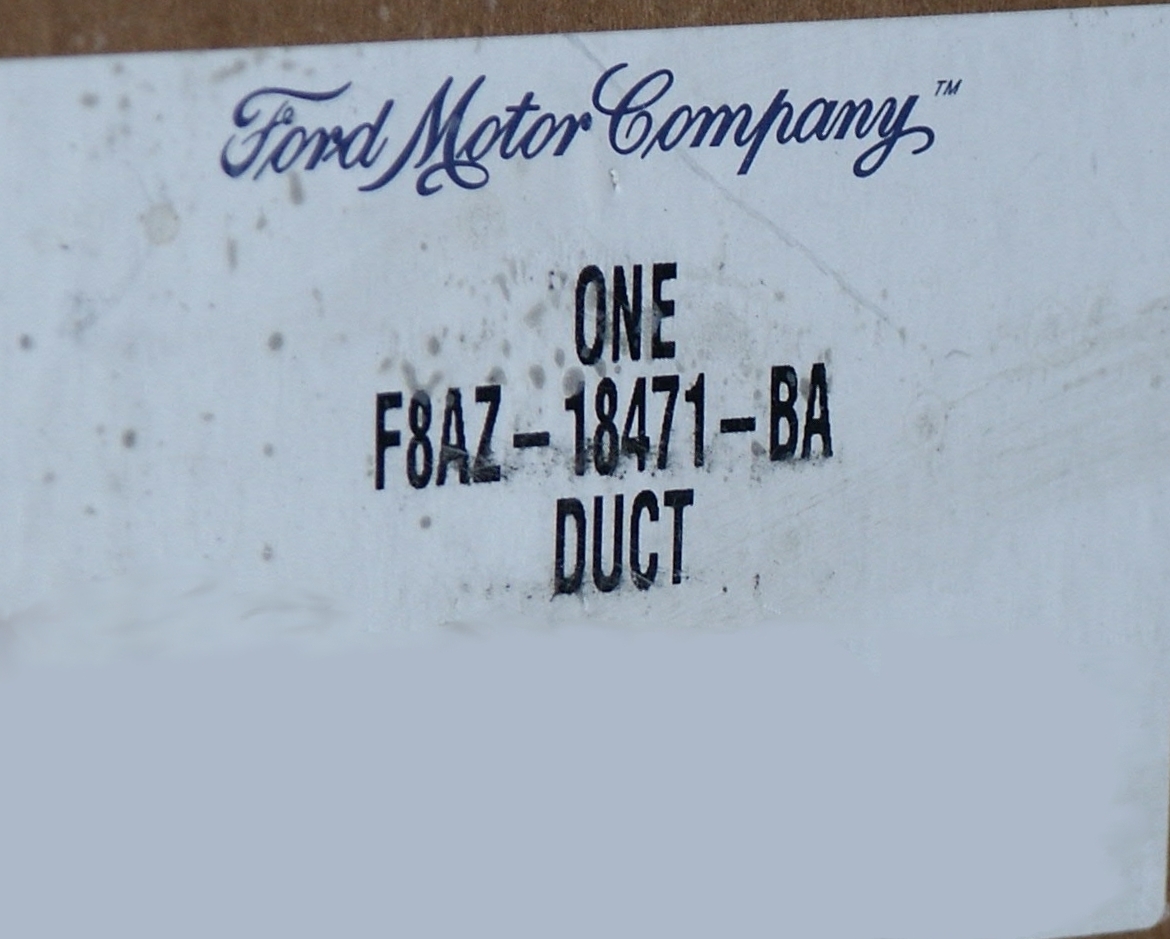 Ford Motor Company™
ONE
F8AZ-18471-BA
DUCT